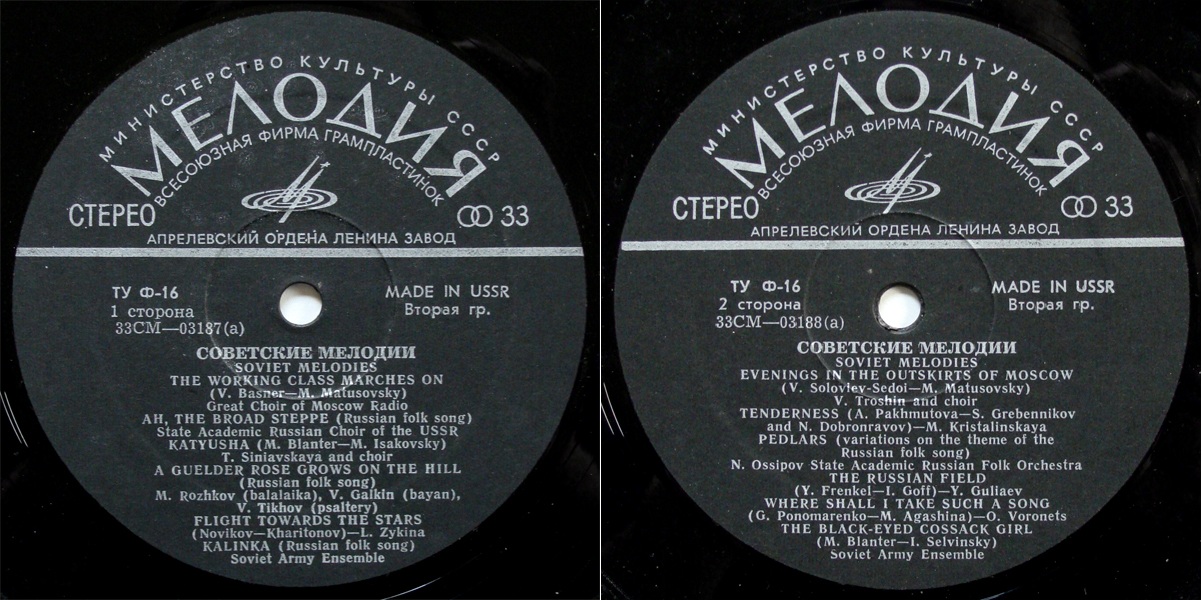 МИНИСТЕРСТВО КУЛЬТУРЫ СССР
МЕЛОДИЯ
ВСЕСОЮЗНАЯ ФИРМА ГРАМПЛАСТИНОК
СТЕРЕО
33
АПРЕЛЕВСКИЙ ОРДЕНА ЛЕНИНА ЗАВОД
ТУ Ф-16
1 сторона
33СМ—03187(а)
MADE IN USSR
Вторая гр.
СОВЕТСКИЕ МЕЛОДИИ
SOVIET MELODIES
THE WORKING CLASS MARCHES ON
(V. Basner—M. Matusovsky)
Great Choir of Moscow Radio
AH, THE BROAD STEPPE (Russian folk song)
State Academic Russian Choir of the USSR
KATYUSHA (M. Blanter—M. Isakovsky)
T. Siniavskaya and choir
A GUELDER ROSE GROWS ON THE HILL
(Russian folk song)
M. Rozhkov (balalaika), V. Galkin (bayan),
V. Tikhov (psaltery)
FLIGHT TOWARDS THE STARS
(Novikov—Kharitonov)—L. Zykina
KALINKA (Russian folk song)
Soviet Army Ensemble
МИНИСТЕРСТВО КУЛЬТУРЫ СССР
МЕЛОДИЯ
ВСЕСОЮЗНАЯ ФИРМА ГРАМПЛАСТИНОК
СТЕРЕО
33
АПРЕЛЕВСКИЙ ОРДЕНА ЛЕНИНА ЗАВОД
ТУ Ф-16
2 сторона
33СМ—03188(а)
MADE IN USSR
Вторая гр.
СОВЕТСКИЕ МЕЛОДИИ
SOVIET MELODIES
EVENINGS IN THE OUTSKIRTS OF MOSCOW
(V. Soloviev-Sedoi—M. Matusovsky)
V. Troshin and choir
TENDERNESS (A. Pakhmutova—S. Grebennikov
and N. Dobronravov)—M. Kristalinskaya
PEDLARS (variations on the theme of the
Russian folk song)
N. Ossipov State Academic Russian Folk Orchestra
THE RUSSIAN FIELD
(Y. Frenkel—I. Goff)—Y. Guliaev
WHERE SHALL I TAKE SUCH A SONG
(G. Ponomarenko—M. Agashina)—O. Voronets
THE BLACK-EYED COSSACK GIRL
(M. Blanter—I. Selvinsky)
Soviet Army Ensemble